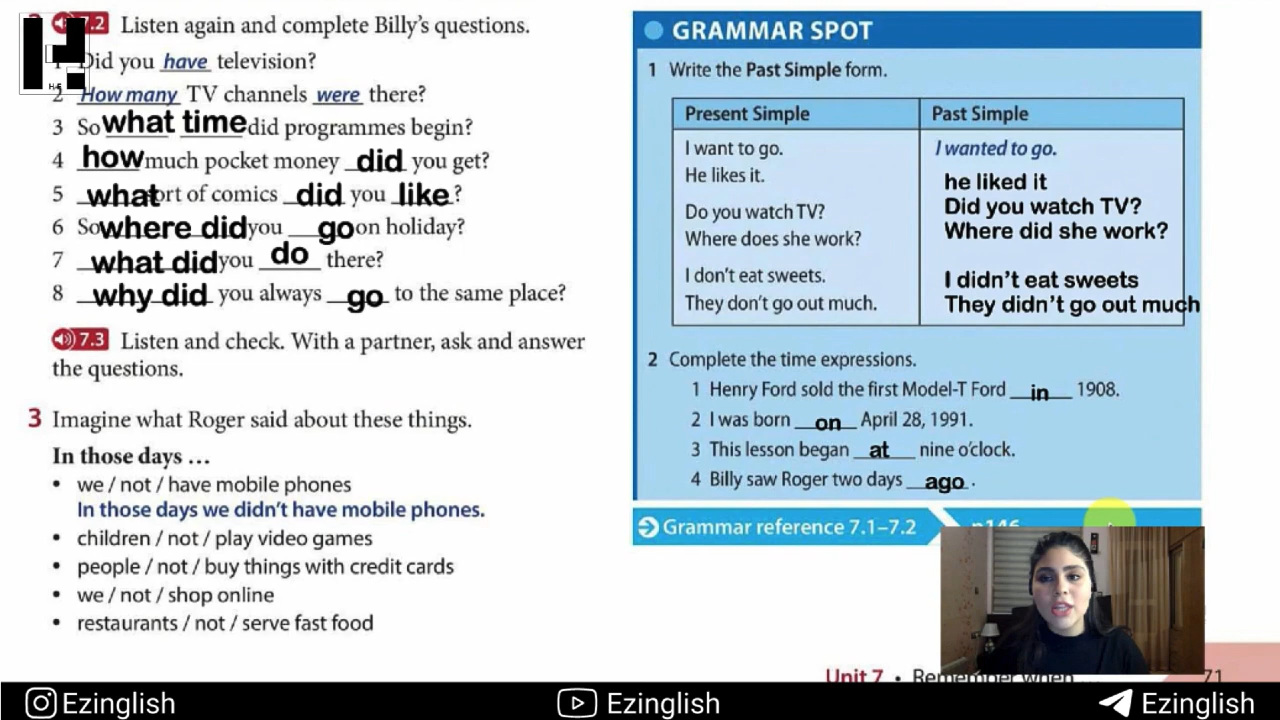 7.2 Listen again and complete Billy's questions.
Did you have television?
2 How many TV channels were there?
3 So what time did programmes begin?
4 how much pocket money did you get?
5 what ort of comics did you like?
6 So where did you go on holiday?
7 what did you do there?
8 why did you always go to the same place?
7.3 Listen and check. With a partner, ask and answer
the questions.
3 Imagine what Roger said about these things.
In those days …
• we / not / have mobile phones
In those days we didn't have mobile phones.
• children / not / play video games
• people / not / buy things with credit cards
• we / not / shop online
• restaurants / not / serve fast food
GRAMMAR SPOT
1 Write the Past Simple form.
Present Simple Past Simple
I want to go. I wanted to go.
He likes it. he liked it
Do you watch TV? Did you watch TV?
Where does she work? Where did she work?
I don't eat sweets. I didn't eat sweets
They don't go out much. They didn't go out much
2 Complete the time expressions.
1 Henry Ford sold the first Model-T Ford in 1908.
2 I was born on April 28, 1991.
3 This lesson began at nine o'clock.
4 Billy saw Roger two days ago.
Grammar reference 7.1–7.2 p146
Unit 7 • Remember when 71
Ezinglish Ezinglish Ezinglish